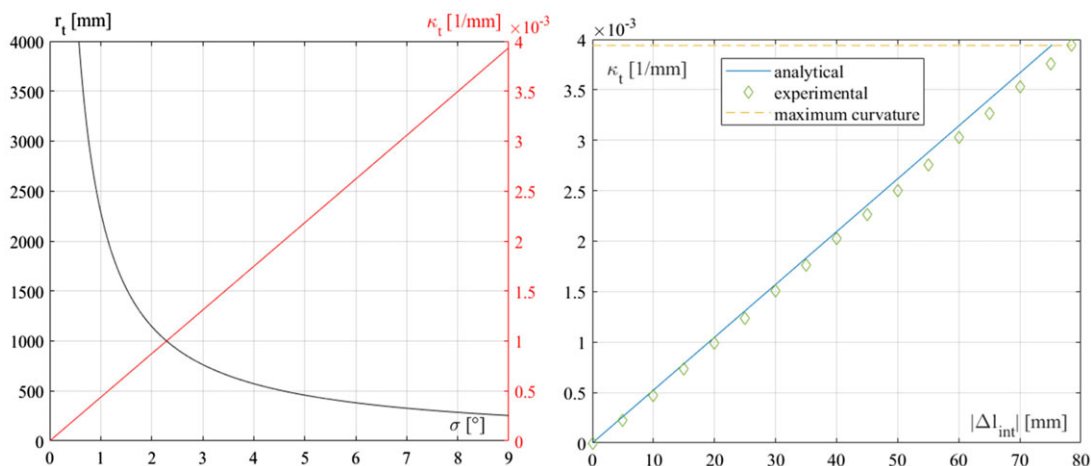 r_t [mm]
κ_t [1/mm] ×10^-3
4000
3500
3000
2500
2000
1500
1000
500
0
4
3.5
3
2.5
2
1.5
1
0.5
0
0 1 2 3 4 5 6 7 8 9
σ [°]
×10^-3
4
3.5
3
2.5
2
1.5
1
0.5
0
κ_t [1/mm]
analytical
experimental
maximum curvature
|Δl_int| [mm]
0 10 20 30 40 50 60 70 80